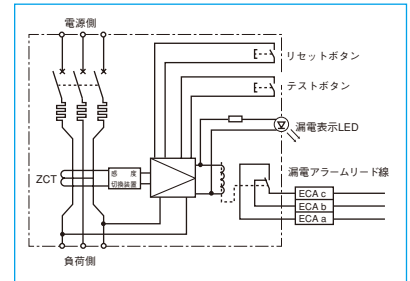 電源側
リセットボタン
テストボタン
漏電表示LED
ZCT
感度
切換装置
漏電アラームリード線
ECA c
ECA b
ECA a
負荷側